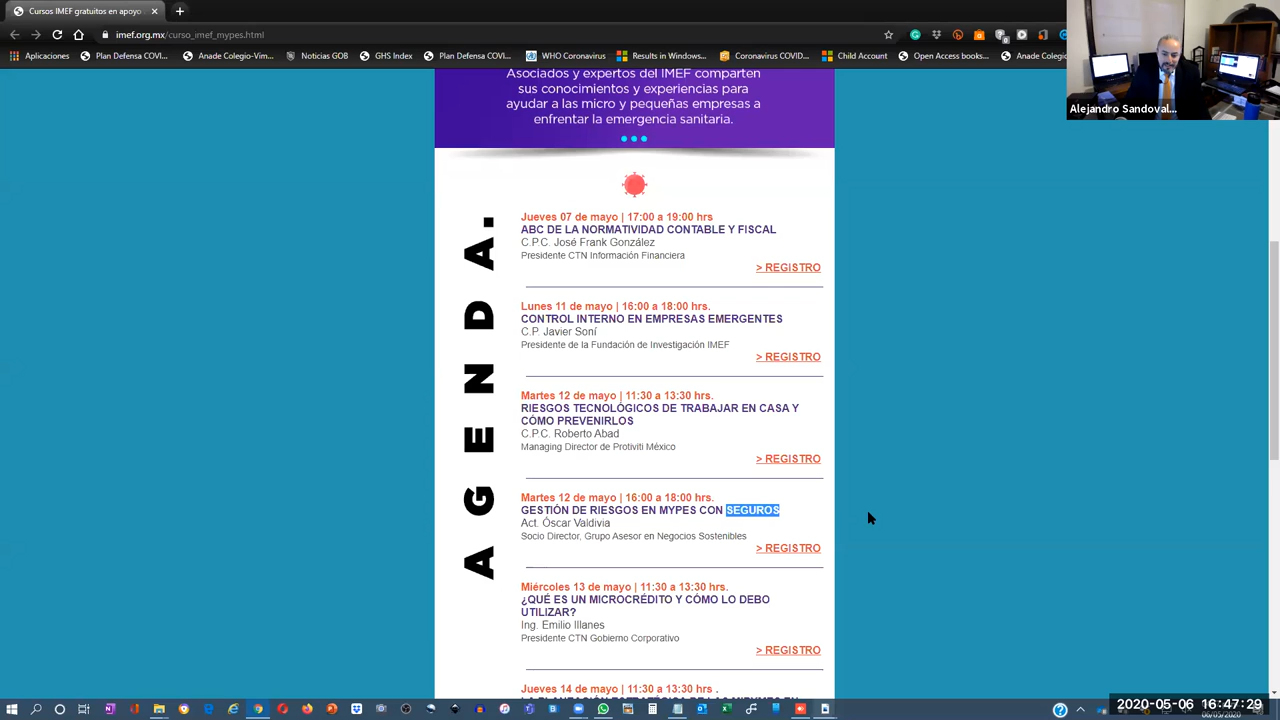 Cursos IMEF gratuitos en apoyo
imef.org.mx/curso_imef_mypes.html
Aplicaciones
Plan Defensa COVI...
Anade Colegio-Vim...
Noticias GOB
GHS Index
Plan Defensa COVI...
WHO Coronavirus
Results in Windows...
Coronavirus COVID...
Child Account
Open Access books...
Anade Colegio
Alejandro Sandoval...
Asociados y expertos del IMEF comparten
sus conocimientos y experiencias para
ayudar a las micro y pequeñas empresas a
enfrentar la emergencia sanitaria.
AGENDA.
Jueves 07 de mayo | 17:00 a 19:00 hrs
ABC DE LA NORMATIVIDAD CONTABLE Y FISCAL
C.P.C. José Frank González
Presidente CTN Información Financiera
> REGISTRO
Lunes 11 de mayo | 16:00 a 18:00 hrs.
CONTROL INTERNO EN EMPRESAS EMERGENTES
C.P. Javier Soní
Presidente de la Fundación de Investigación IMEF
> REGISTRO
Martes 12 de mayo | 11:30 a 13:30 hrs.
RIESGOS TECNOLÓGICOS DE TRABAJAR EN CASA Y
CÓMO PREVENIRLOS
C.P.C. Roberto Abad
Managing Director de Protiviti México
> REGISTRO
Martes 12 de mayo | 16:00 a 18:00 hrs.
GESTIÓN DE RIESGOS EN MYPES CON SEGUROS
Act. Óscar Valdivia
Socio Director, Grupo Asesor en Negocios Sostenibles
> REGISTRO
Miércoles 13 de mayo | 11:30 a 13:30 hrs.
¿QUÉ ES UN MICROCRÉDITO Y CÓMO LO DEBO
UTILIZAR?
Ing. Emilio Illanes
Presidente CTN Gobierno Corporativo
> REGISTRO
Jueves 14 de mayo | 11:30 a 13:30 hrs .
2020-05-06 16:47:29
06/05/2020